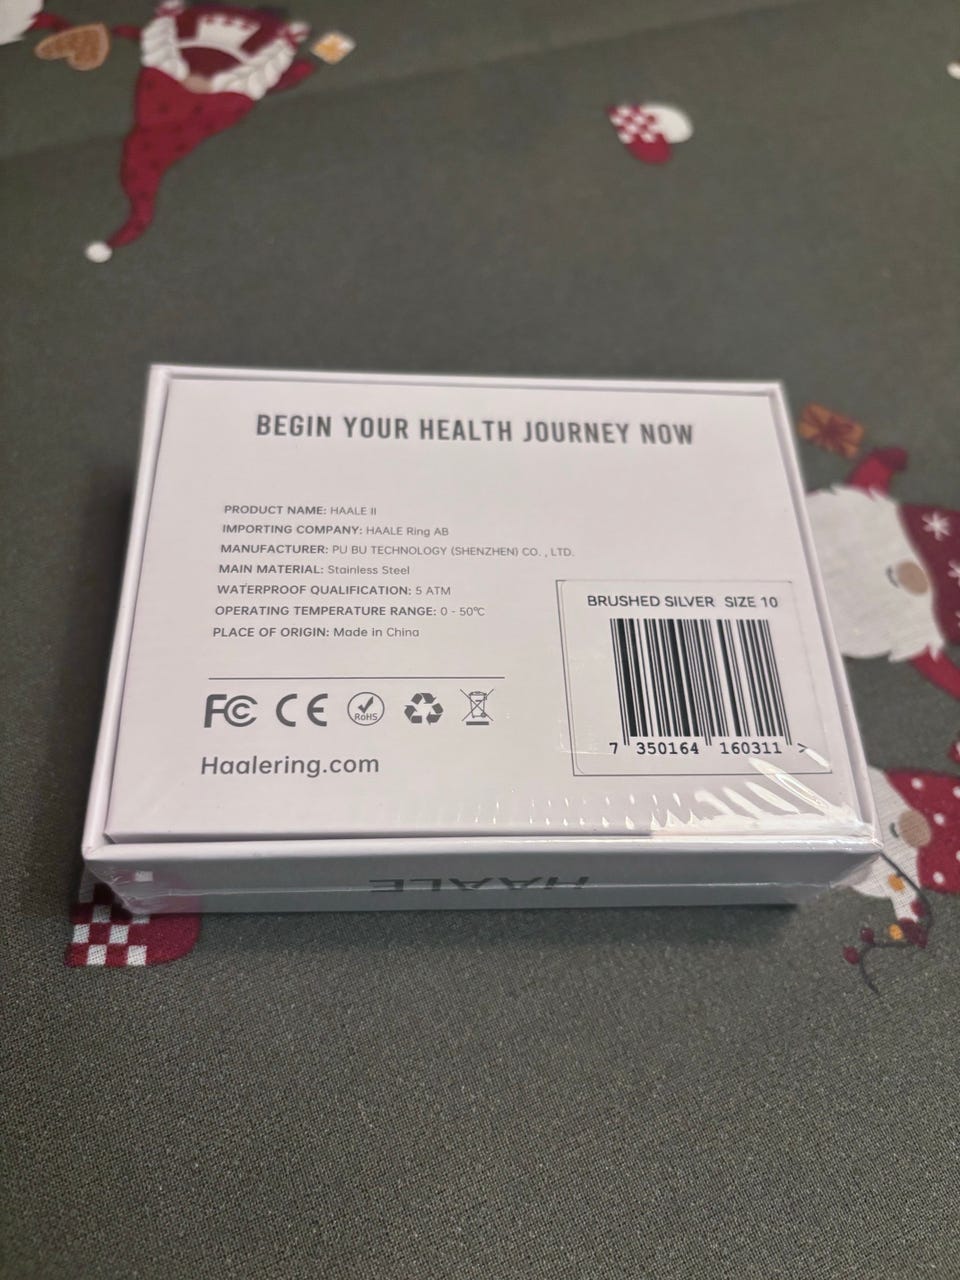 BEGIN YOUR HEALTH JOURNEY NOW
PRODUCT NAME: HAALE II
IMPORTING COMPANY: HAALE Ring AB
MANUFACTURER: PU BU TECHNOLOGY (SHENZHEN) CO. , LTD.
MAIN MATERIAL: Stainless Steel
WATERPROOF QUALIFICATION: 5 ATM
OPERATING TEMPERATURE RANGE: 0 - 50℃
PLACE OF ORIGIN: Made in China
BRUSHED SILVER SIZE 10
7 350164 160311 >
FC CE RoHS
Haalering.com
HAALE